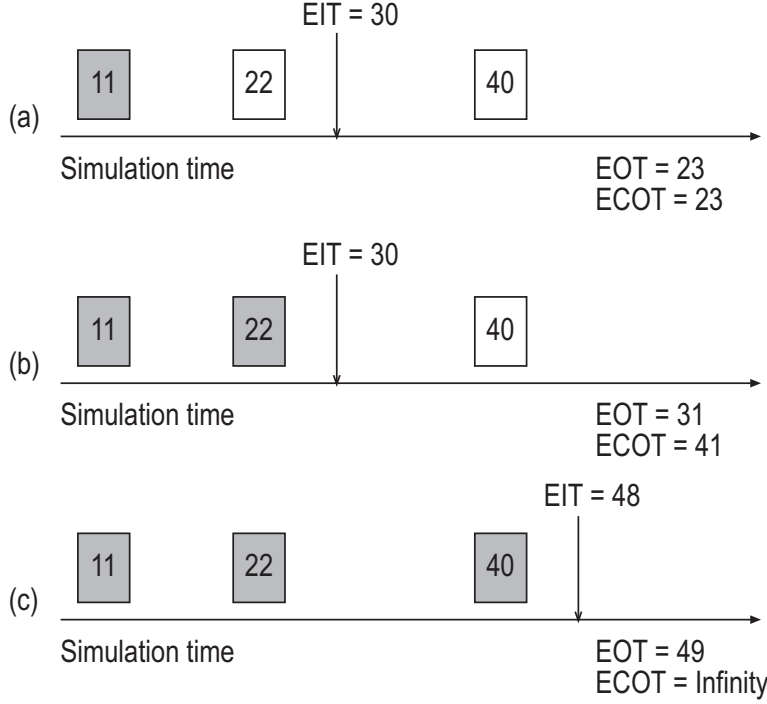 EIT = 30
11 22 40
(a)
Simulation time EOT = 23
ECOT = 23
EIT = 30
11 22 40
(b)
Simulation time EOT = 31
ECOT = 41
EIT = 48
11 22 40
(c)
Simulation time EOT = 49
ECOT = Infinity